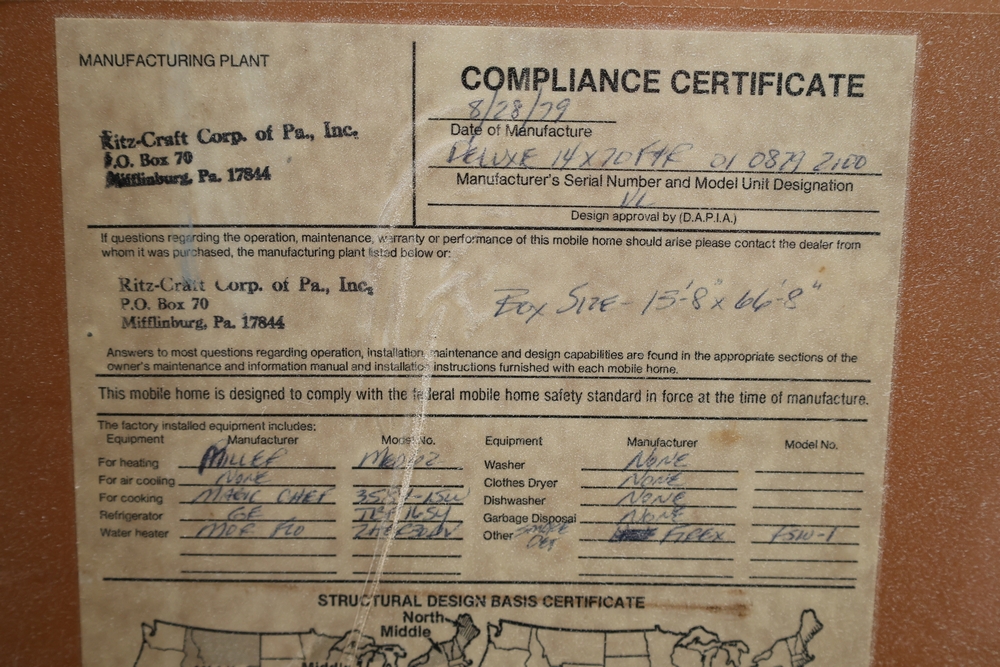 MANUFACTURING PLANT
COMPLIANCE CERTIFICATE
8/28/79
Date of Manufacture
Ritz-Craft Corp. of Pa., Inc.
P.O. Box 70
Mifflinburg, Pa. 17844
DELUXE 14 X 70 01 0879 2100
Manufacturer's Serial Number and Model Unit Designation
Design approval by (D.A.P.I.A.)
If questions regarding the operation, maintenance, warranty or performance of this mobile home should arise please contact the dealer from
whom it was purchased, the manufacturing plant listed below or:
Ritz-Craft Corp. of Pa., Inc.
P.O. Box 70
Mifflinburg, Pa. 17844
BOX SIZE - 13'-8" x 66'-8"
Answers to most questions regarding operation, installation, maintenance and design capabilities are found in the appropriate sections of the
owner's maintenance and information manual and installation instructions furnished with each mobile home.
This mobile home is designed to comply with the federal mobile home safety standard in force at the time of manufacture.
The factory installed equipment includes:
Equipment Manufacturer Model No. Equipment Manufacturer Model No.
For heating MILLER Washer NONE
For air cooling NONE Clothes Dryer NONE
For cooking MAGIC CHEF Dishwasher NONE
Refrigerator GE Garbage Disposal NONE
Water heater MOR FLO Other SMOKE DET FIREX FSW-1
STRUCTURAL DESIGN BASIS CERTIFICATE
North
Middle
Middle